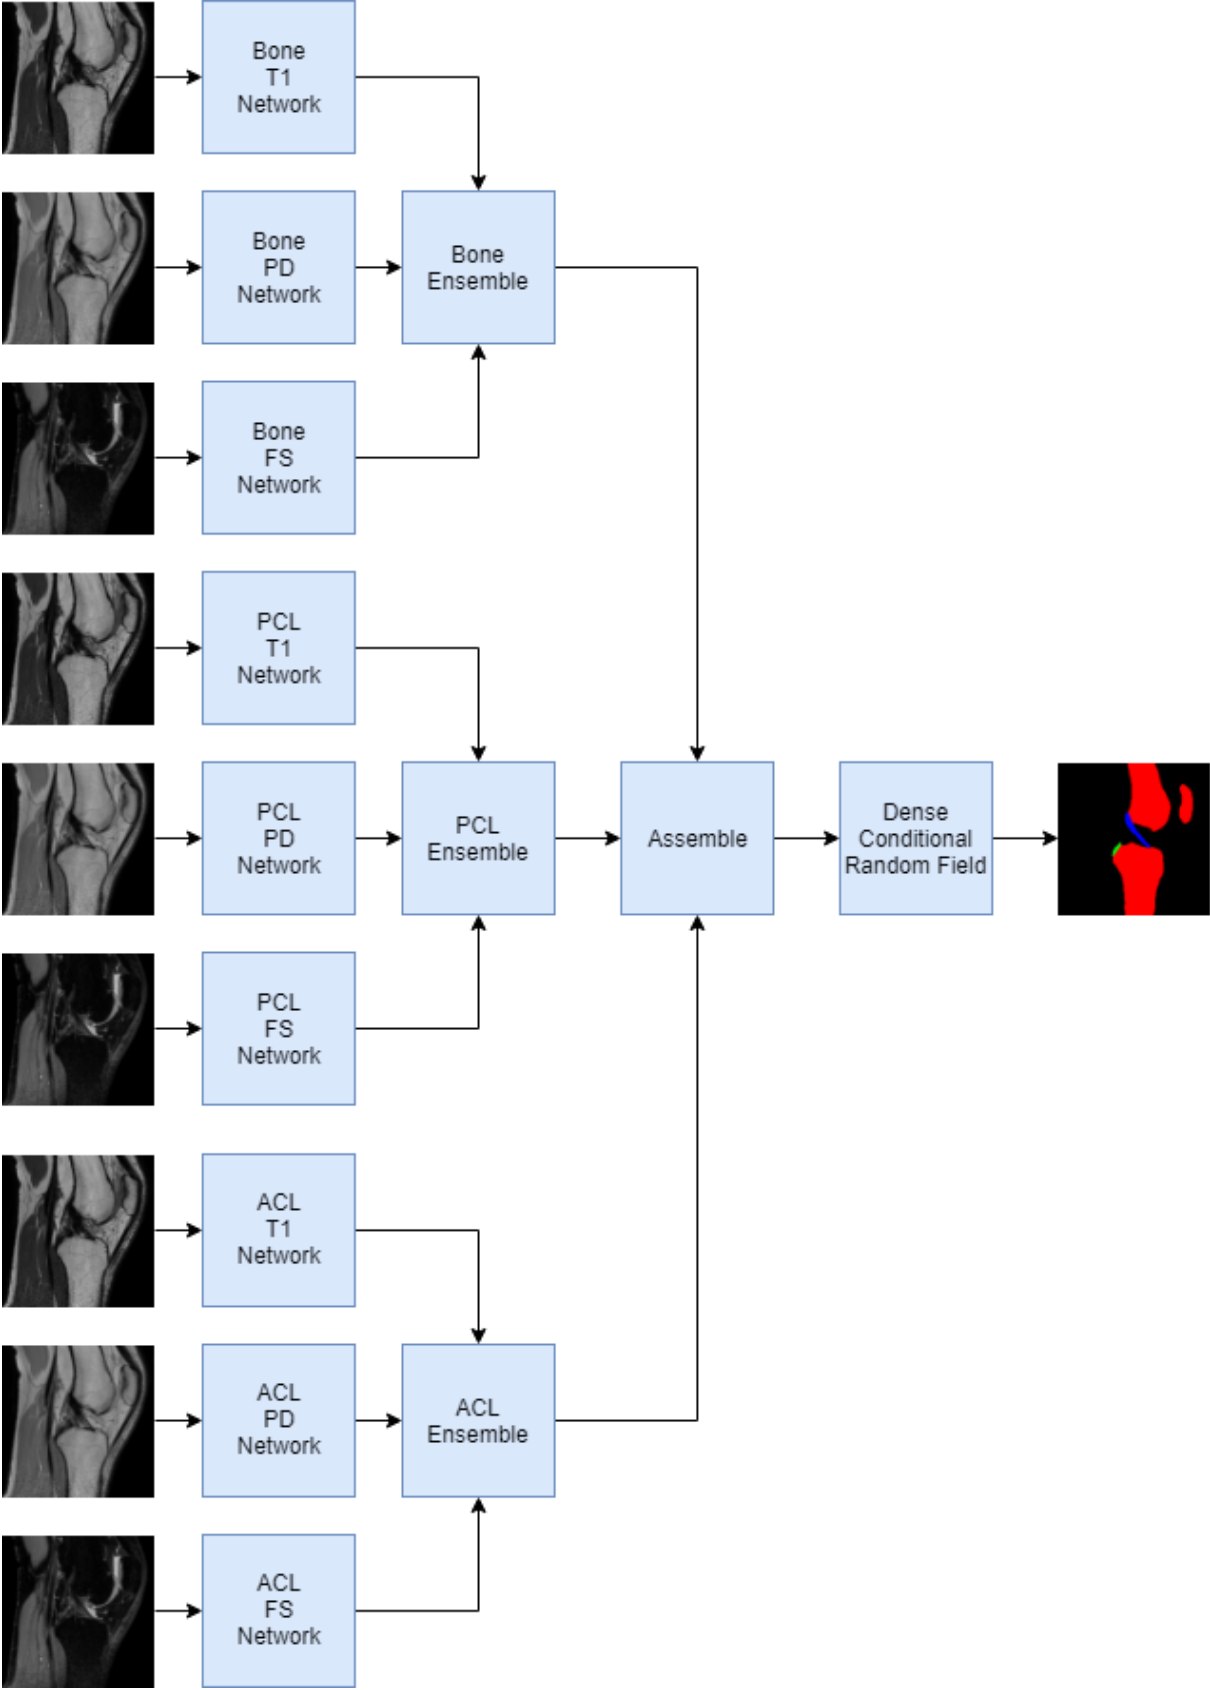 Bone
T1
Network
Bone
PD
Network
Bone
Ensemble
Bone
FS
Network
PCL
T1
Network
PCL
PD
Network
PCL
Ensemble
Assemble
Dense
Conditional
Random Field
PCL
FS
Network
ACL
T1
Network
ACL
PD
Network
ACL
Ensemble
ACL
FS
Network